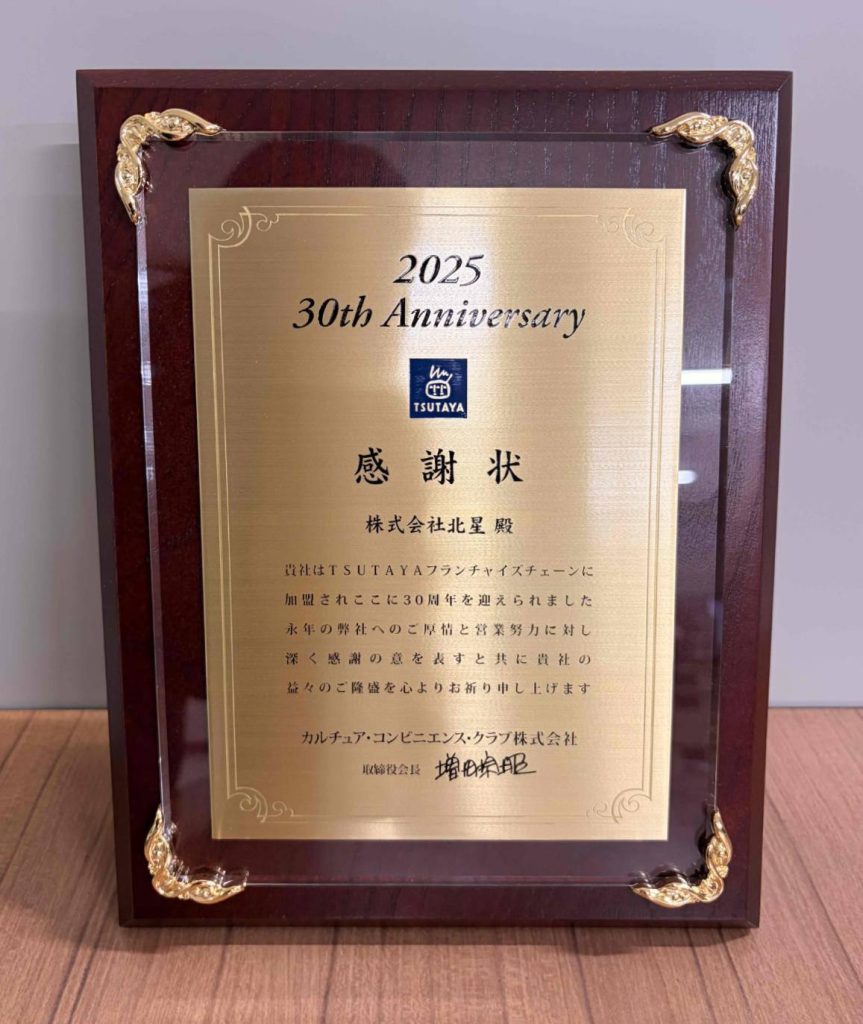 2025
30th Anniversary
TSUTAYA
感謝状
株式会社北星 殿
貴社はTSUTAYAフランチャイズチェーンに
加盟されここに30周年を迎えられました
永年の弊社へのご厚情と営業努力に対し
深く感謝の意を表すと共に貴社の
益々のご隆盛を心よりお祈り申し上げます
カルチュア・コンビニエンス・クラブ株式会社
取締役会長 増田宗昭